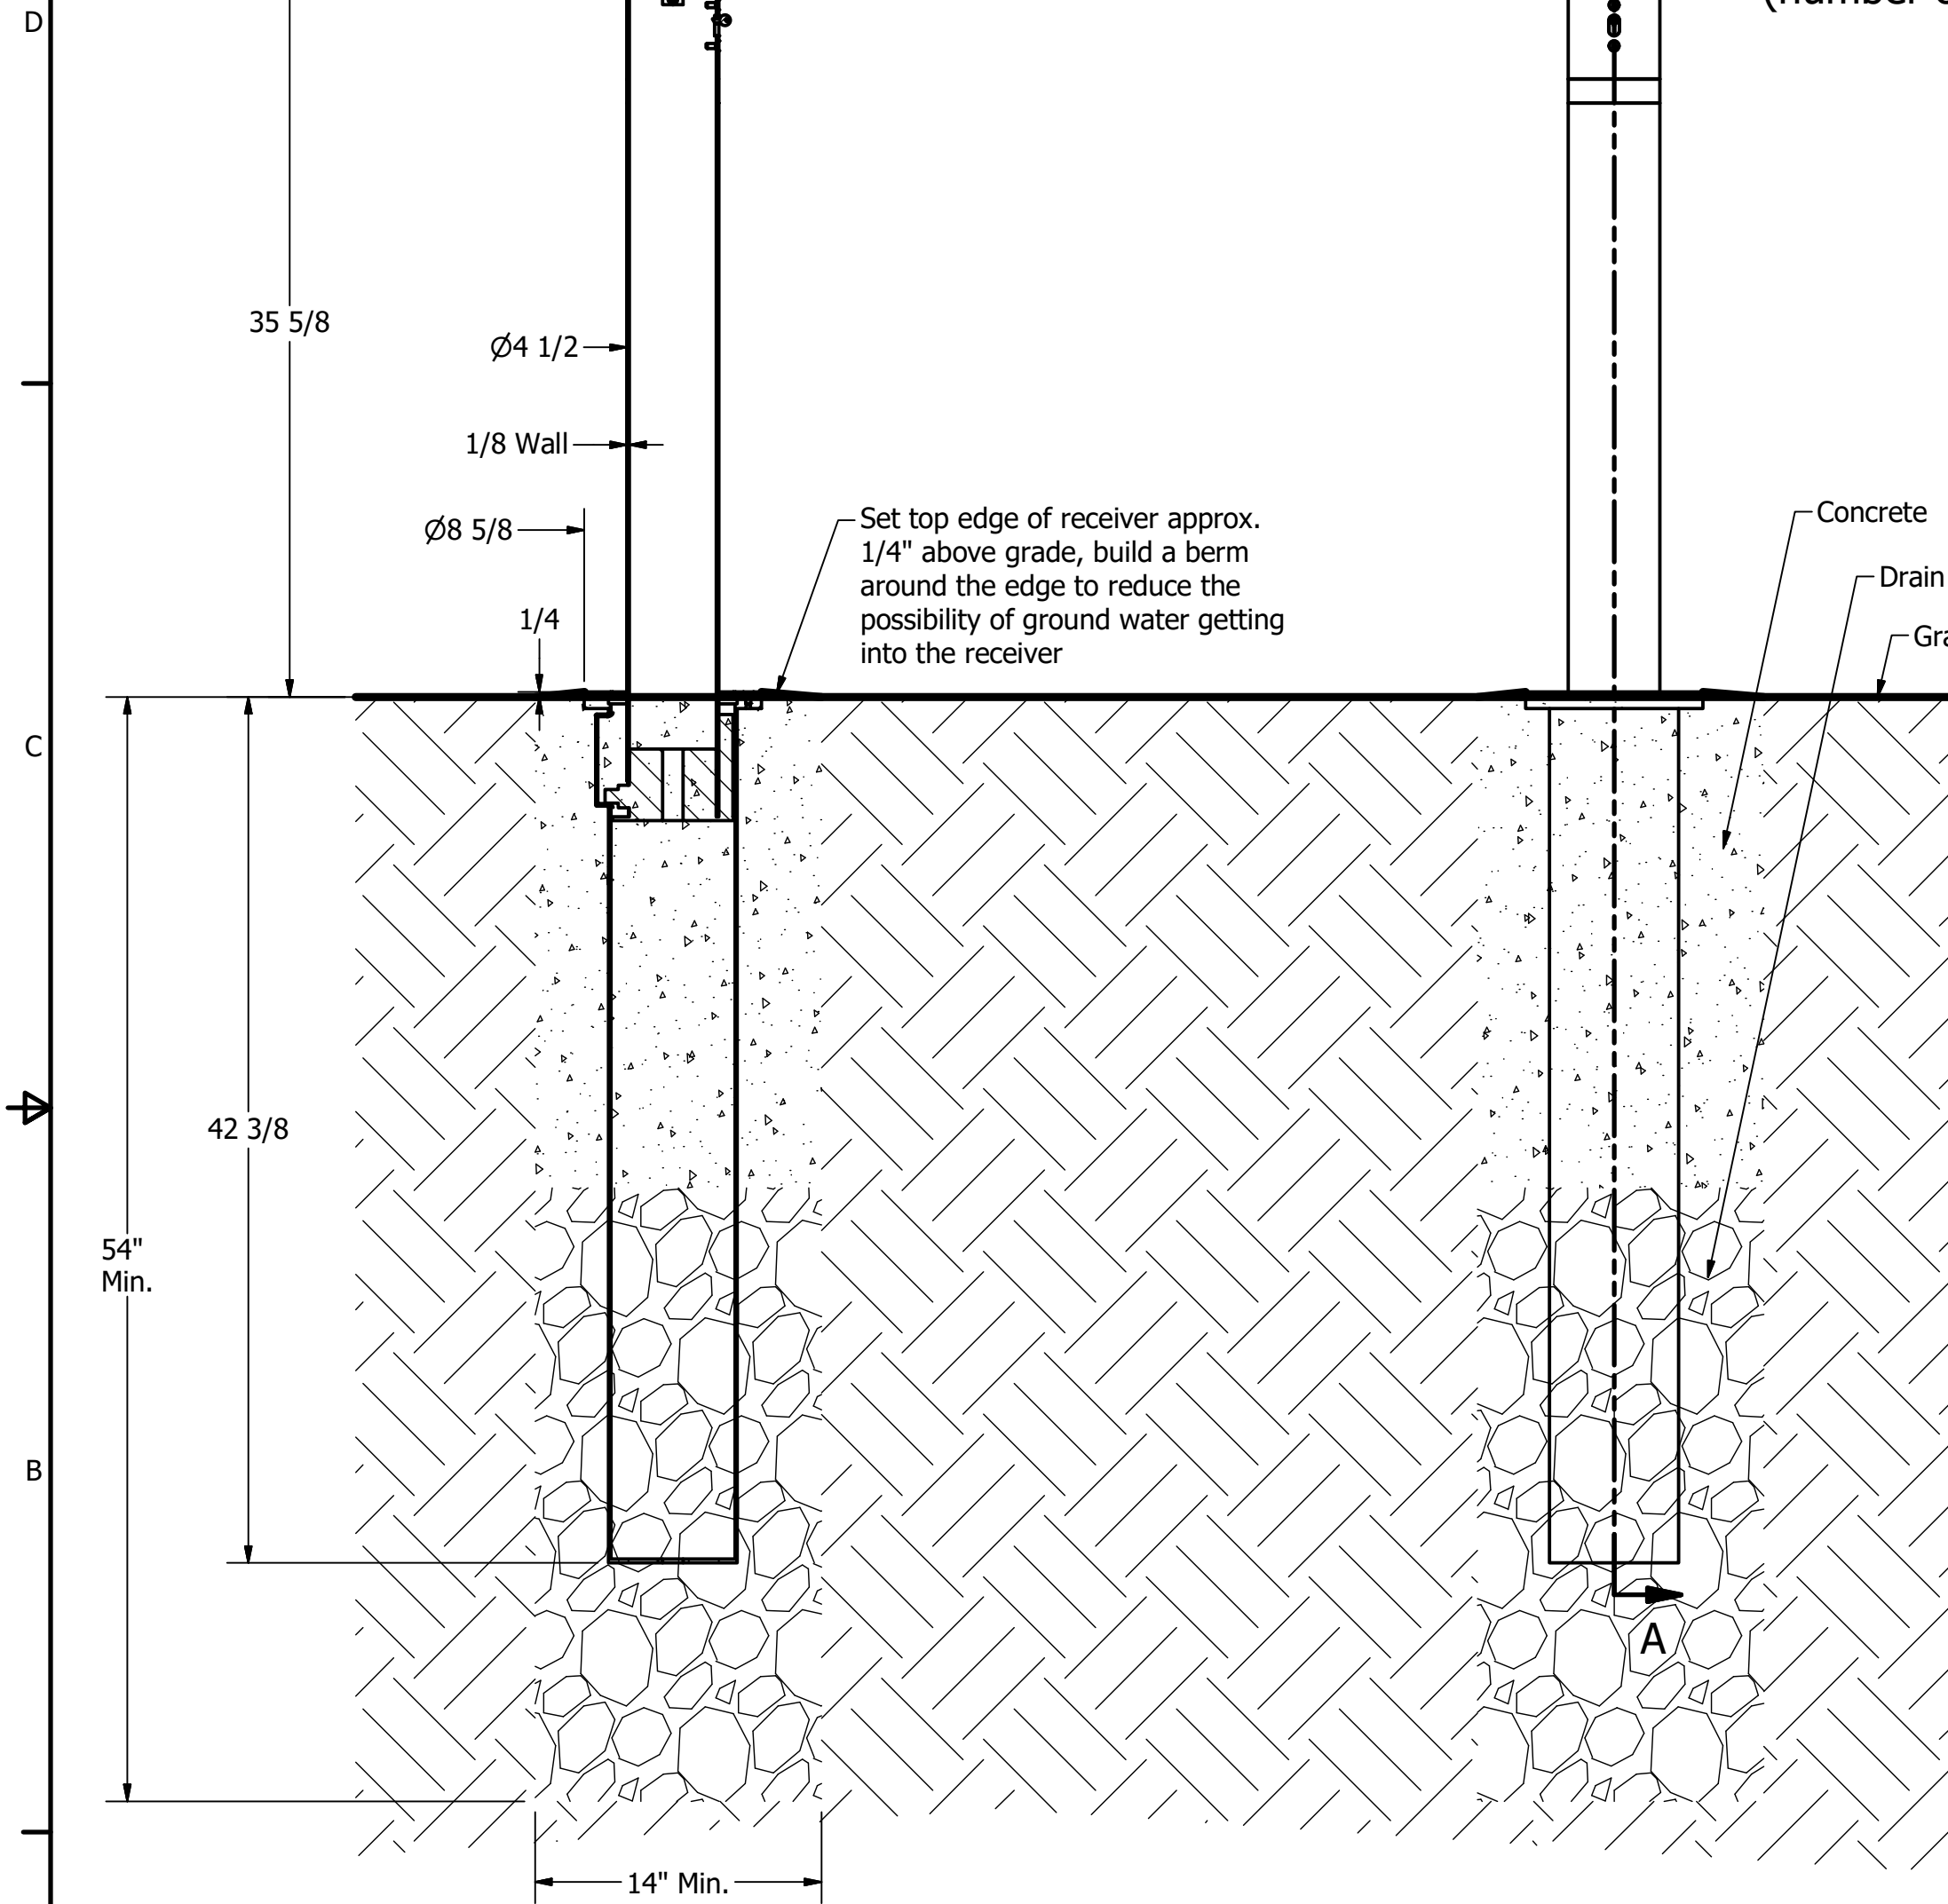 D
35 5/8
Ø4 1/2
1/8 Wall
Ø8 5/8
Set top edge of receiver approx.
1/4" above grade, build a berm
around the edge to reduce the
possibility of ground water getting
into the receiver
Concrete
Drain
1/4
C
42 3/8
54"
Min.
B
A
14" Min.